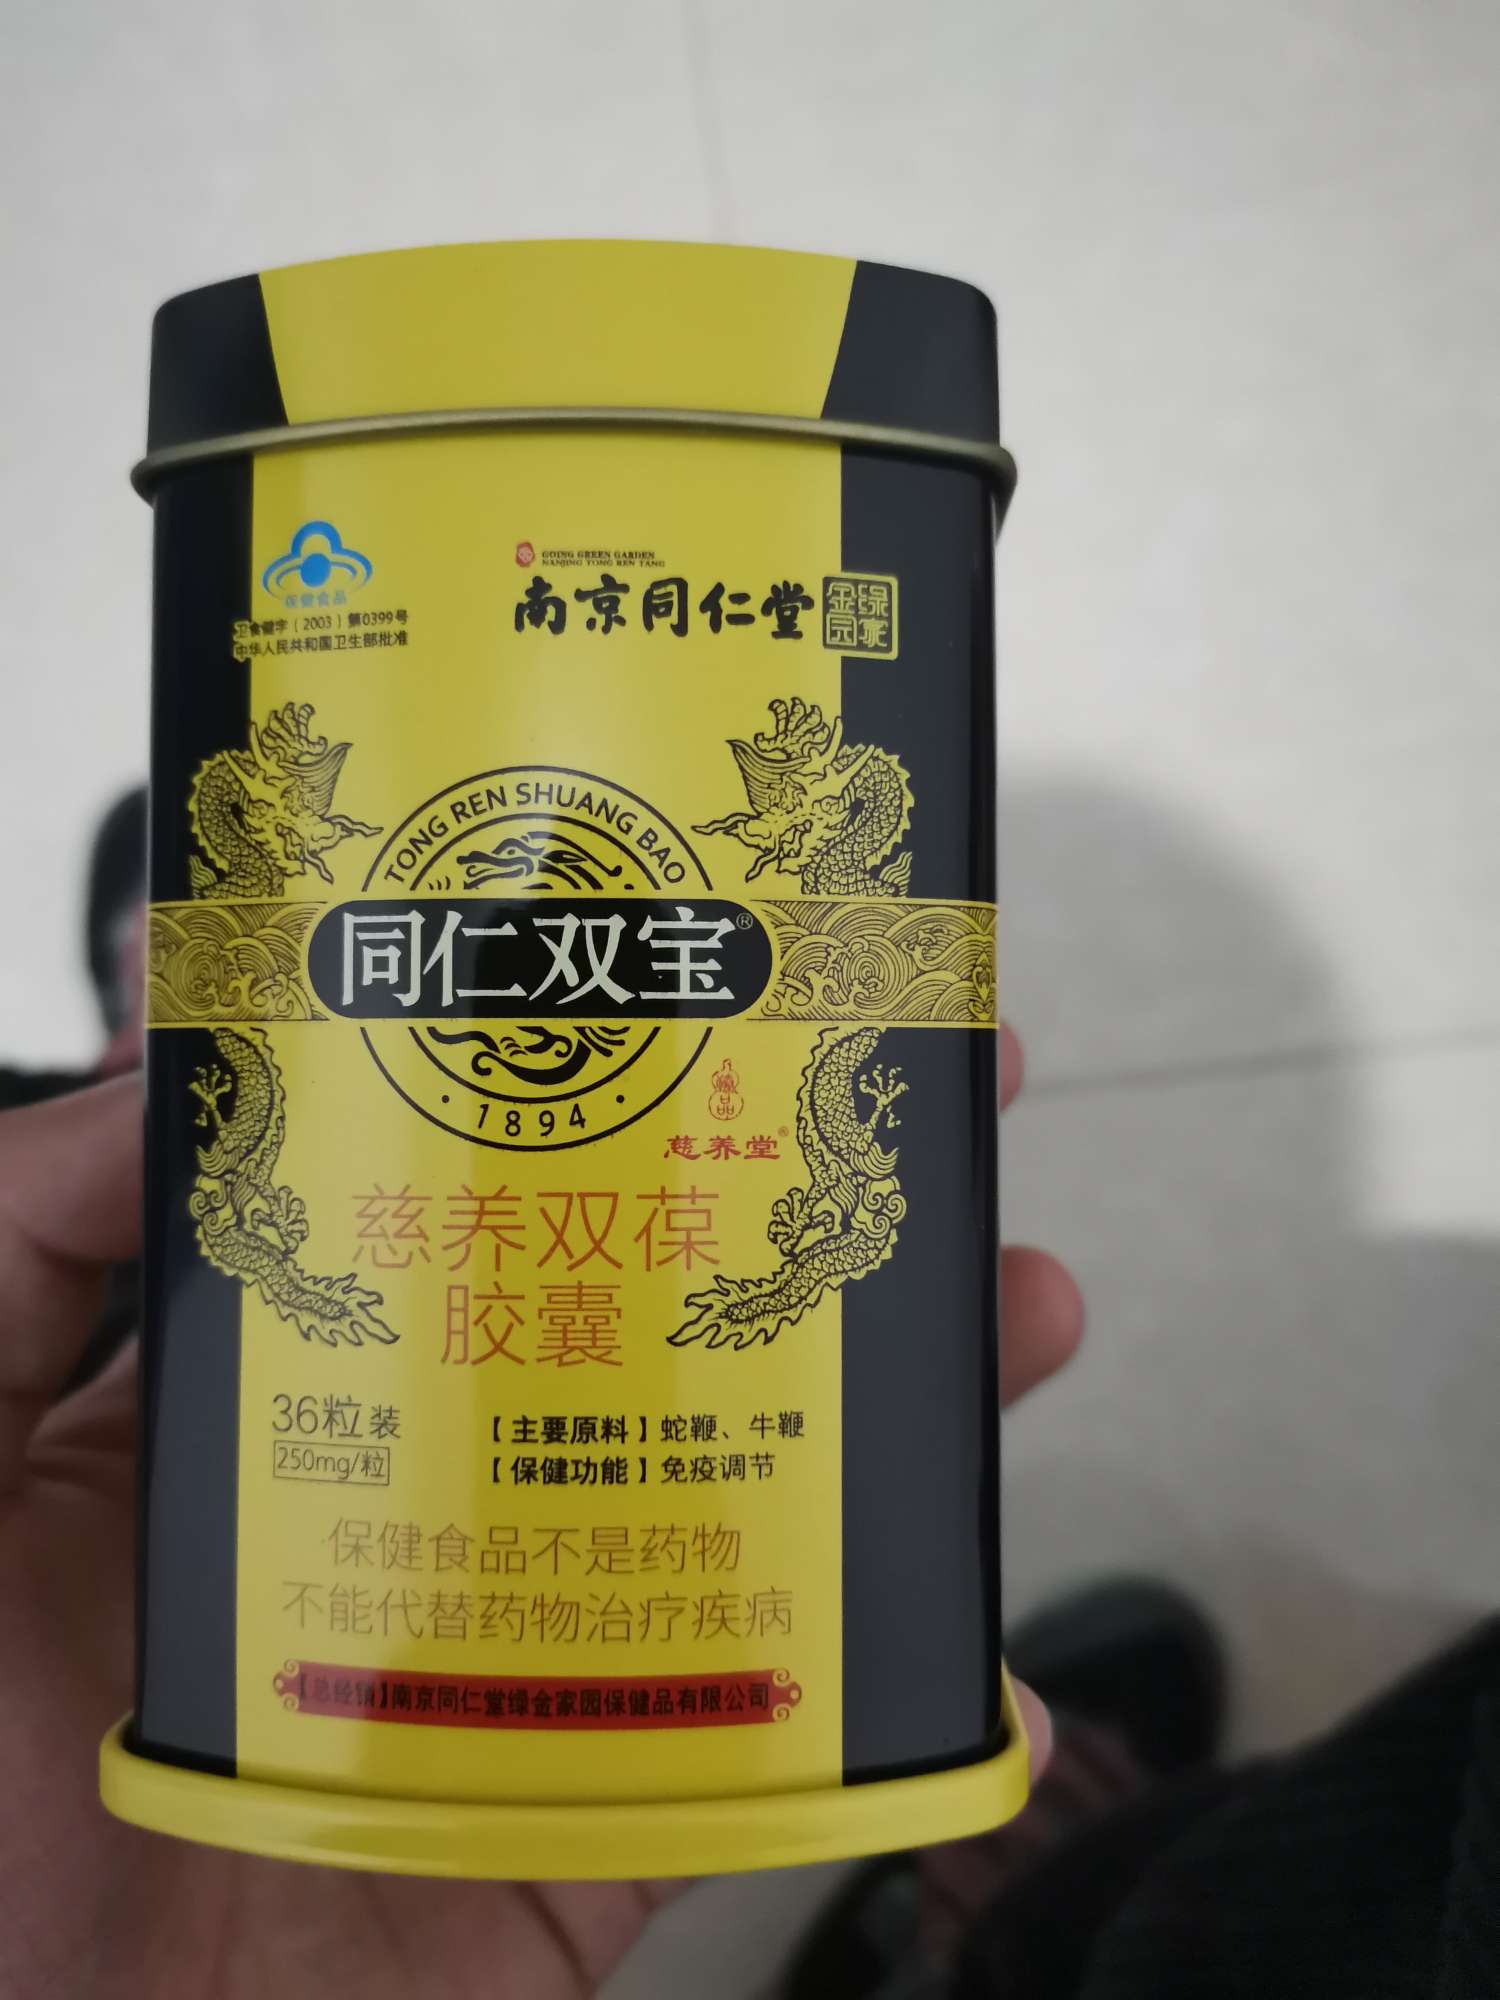 保健食品
卫食健字（2003）第0399号
中华人民共和国卫生部批准
GOING GREEN GARDEN
NANJING TONG REN TANG
南京同仁堂
绿金家园
TONG REN SHUANG BAO
同仁双宝®
·1894·
慈养堂®
慈养双葆
胶囊
36粒装
250mg/粒
【主要原料】蛇鞭、牛鞭
【保健功能】免疫调节
保健食品不是药物
不能代替药物治疗疾病
【总经销】南京同仁堂绿金家园保健品有限公司